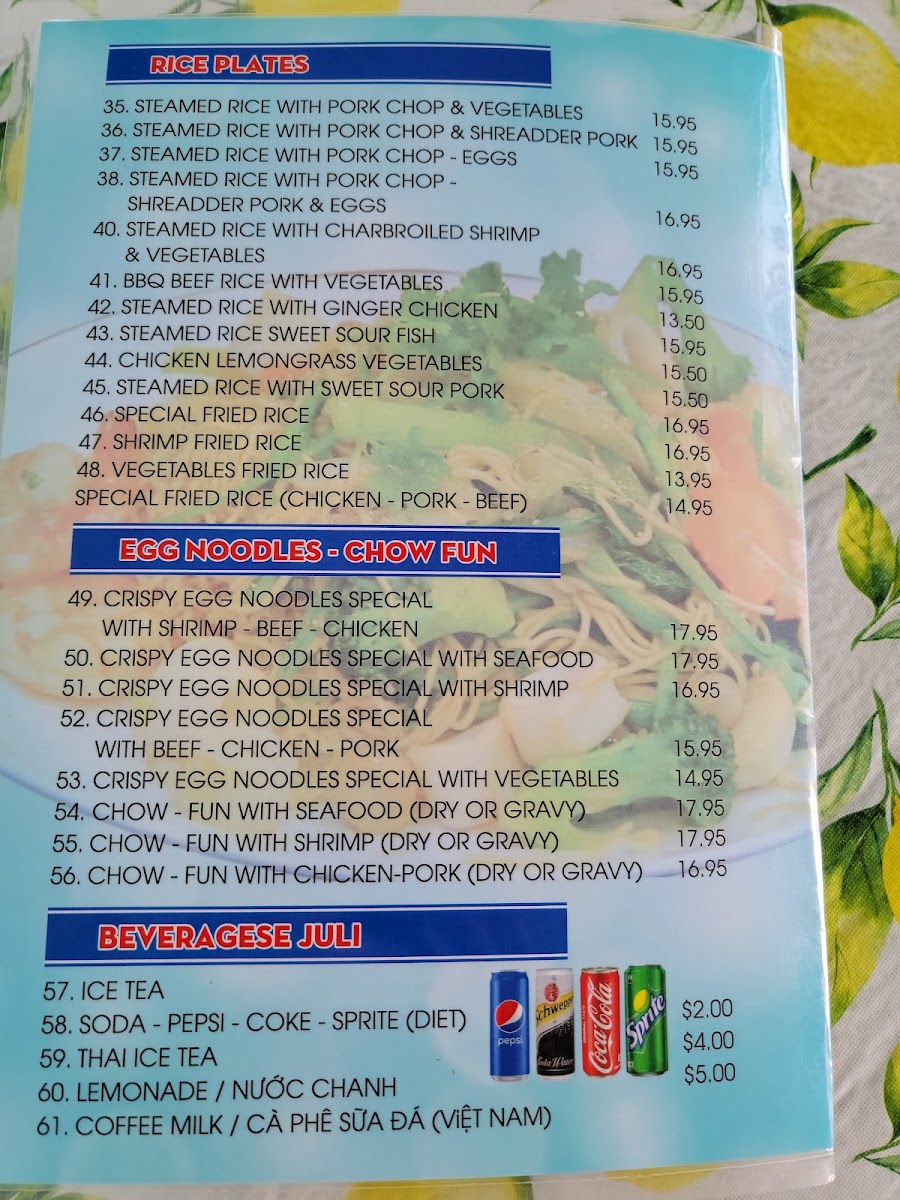 RICE PLATES
35. STEAMED RICE WITH PORK CHOP & VEGETABLES 15.95
36. STEAMED RICE WITH PORK CHOP & SHREADDER PORK 15.95
37. STEAMED RICE WITH PORK CHOP - EGGS 15.95
38. STEAMED RICE WITH PORK CHOP -
SHREADDER PORK & EGGS 16.95
40. STEAMED RICE WITH CHARBROILED SHRIMP
& VEGETABLES 16.95
41. BBQ BEEF RICE WITH VEGETABLES 15.95
42. STEAMED RICE WITH GINGER CHICKEN 13.50
43. STEAMED RICE SWEET SOUR FISH 15.95
44. CHICKEN LEMONGRASS VEGETABLES 15.50
45. STEAMED RICE WITH SWEET SOUR PORK 15.50
46. SPECIAL FRIED RICE 16.95
47. SHRIMP FRIED RICE 16.95
48. VEGETABLES FRIED RICE 13.95
SPECIAL FRIED RICE (CHICKEN - PORK - BEEF) 14.95
EGG NOODLES - CHOW FUN
49. CRISPY EGG NOODLES SPECIAL
WITH SHRIMP - BEEF - CHICKEN 17.95
50. CRISPY EGG NOODLES SPECIAL WITH SEAFOOD 17.95
51. CRISPY EGG NOODLES SPECIAL WITH SHRIMP 16.95
52. CRISPY EGG NOODLES SPECIAL
WITH BEEF - CHICKEN - PORK 15.95
53. CRISPY EGG NOODLES SPECIAL WITH VEGETABLES 14.95
54. CHOW - FUN WITH SEAFOOD (DRY OR GRAVY) 17.95
55. CHOW - FUN WITH SHRIMP (DRY OR GRAVY) 17.95
56. CHOW - FUN WITH CHICKEN-PORK (DRY OR GRAVY) 16.95
BEVERAGESE JULI
57. ICE TEA
58. SODA - PEPSI - COKE - SPRITE (DIET) $2.00
59. THAI ICE TEA $4.00
60. LEMONADE / NƯỚC CHANH $5.00
61. COFFEE MILK / CÀ PHÊ SỮA ĐÁ (ViỆT NAM)
pepsi
Schweppes
Soda Water
Coca-Cola
Sprite